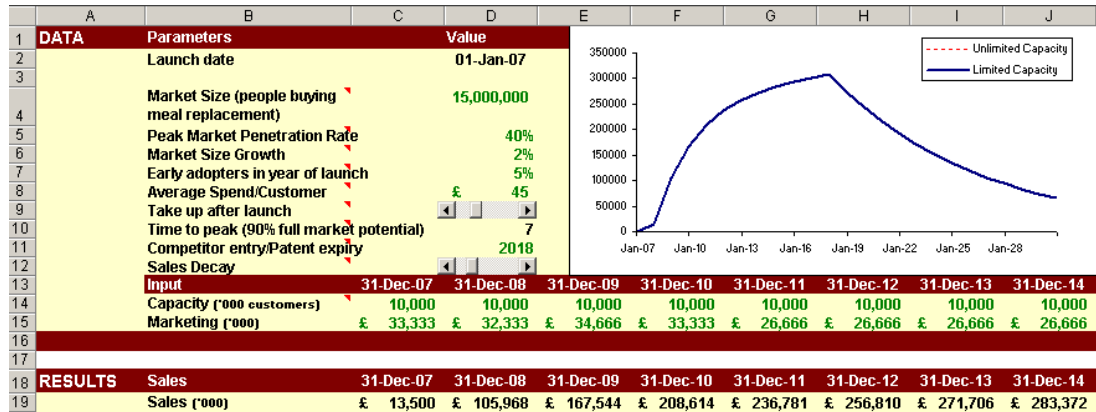 A B C D E F G H I J
1 DATA Parameters Value
2 Launch date 01-Jan-07
3
4 Market Size (people buying meal replacement) 15,000,000
5 Peak Market Penetration Rate 40%
6 Market Size Growth 2%
7 Early adopters in year of launch 5%
8 Average Spend/Customer £ 45
9 Take up after launch
10 Time to peak (90% full market potential) 7
11 Competitor entry/Patent expiry 2018
12 Sales Decay
350000
300000
250000
200000
150000
100000
50000
0
Jan-07 Jan-10 Jan-13 Jan-16 Jan-19 Jan-22 Jan-25 Jan-28
Unlimited Capacity
Limited Capacity
13 Input 31-Dec-07 31-Dec-08 31-Dec-09 31-Dec-10 31-Dec-11 31-Dec-12 31-Dec-13 31-Dec-14
14 Capacity ('000 customers) 10,000 10,000 10,000 10,000 10,000 10,000 10,000 10,000
15 Marketing ('000) £ 33,333 £ 32,333 £ 34,666 £ 33,333 £ 26,666 £ 26,666 £ 26,666 £ 26,666
16
17
18 RESULTS Sales 31-Dec-07 31-Dec-08 31-Dec-09 31-Dec-10 31-Dec-11 31-Dec-12 31-Dec-13 31-Dec-14
19 Sales ('000) £ 13,500 £ 105,968 £ 167,544 £ 208,614 £ 236,781 £ 256,810 £ 271,706 £ 283,372